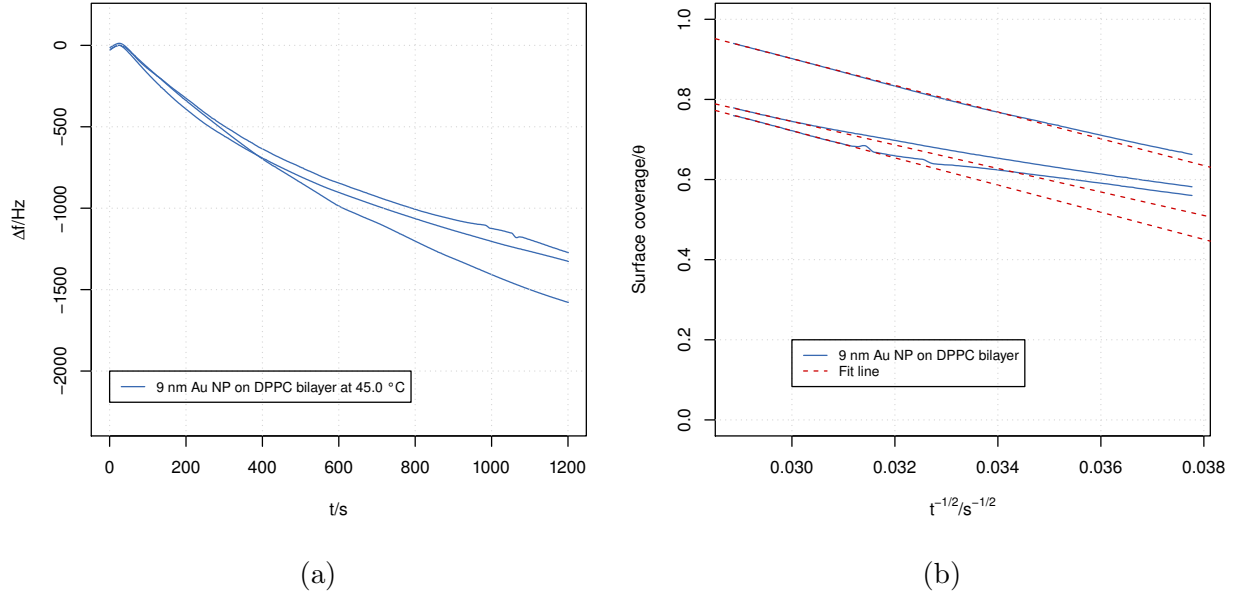 0
−500
−1000
−1500
−2000
Δf/Hz
9 nm Au NP on DPPC bilayer at 45.0 °C
0 200 400 600 800 1000 1200
t/s
(a)
1.0
0.8
0.6
0.4
0.2
0.0
Surface coverage/θ
9 nm Au NP on DPPC bilayer
Fit line
0.030 0.032 0.034 0.036 0.038
t⁻¹/²/s⁻¹/²
(b)